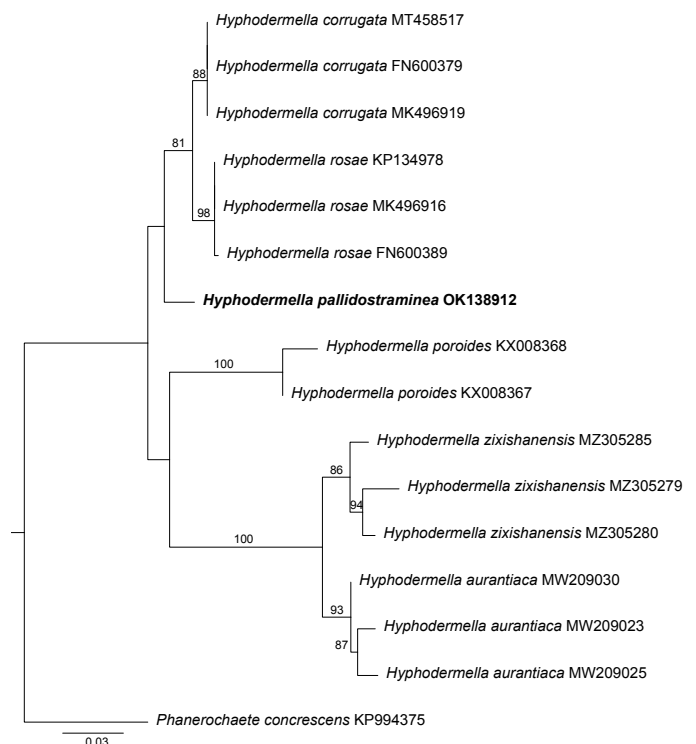 Hyphodermella corrugata MT458517
88
Hyphodermella corrugata FN600379
Hyphodermella corrugata MK496919
81
Hyphodermella rosae KP134978
98
Hyphodermella rosae MK496916
Hyphodermella rosae FN600389
Hyphodermella pallidostraminea OK138912
Hyphodermella poroides KX008368
100
Hyphodermella poroides KX008367
Hyphodermella zixishanensis MZ305285
86
Hyphodermella zixishanensis MZ305279
94
Hyphodermella zixishanensis MZ305280
100
Hyphodermella aurantiaca MW209030
93
Hyphodermella aurantiaca MW209023
87
Hyphodermella aurantiaca MW209025
Phanerochaete concrescens KP994375
0.03